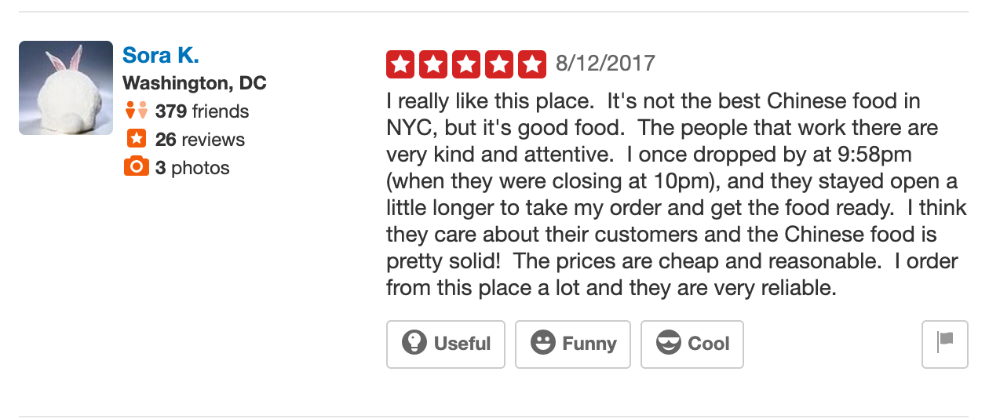 Sora K.
Washington, DC
379 friends
26 reviews
3 photos
8/12/2017
I really like this place.  It's not the best Chinese food in
NYC, but it's good food.  The people that work there are
very kind and attentive.  I once dropped by at 9:58pm
(when they were closing at 10pm), and they stayed open a
little longer to take my order and get the food ready.  I think
they care about their customers and the Chinese food is
pretty solid!  The prices are cheap and reasonable.  I order
from this place a lot and they are very reliable.
Useful
Funny
Cool